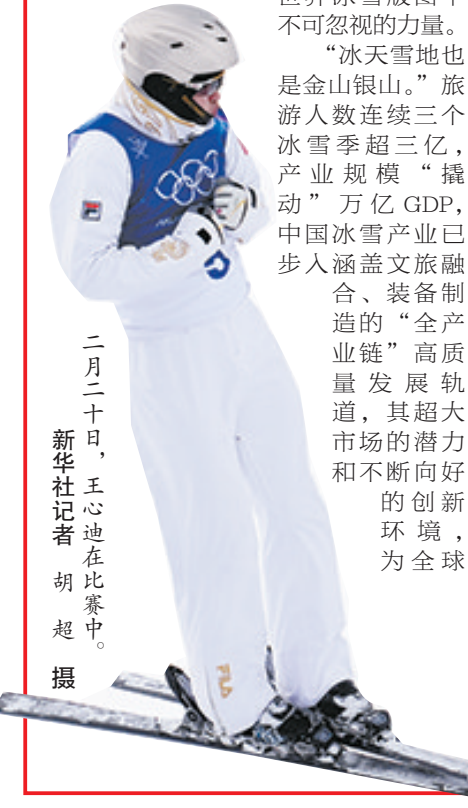 不可忽视的力量。
“冰天雪地也
是金山银山。”旅
游人数连续三个
冰雪季超三亿，
产业规模“撬
动”万亿GDP,
中国冰雪产业已
步入涵盖文旅融
合、装备制
造的“全产
业链”高质
量发展轨
道，其超大
市场的潜力
和不断向好
的创新
环境，
为全球
二月二十日，王心迪在比赛中。
新华社记者 胡 超 摄
FILA